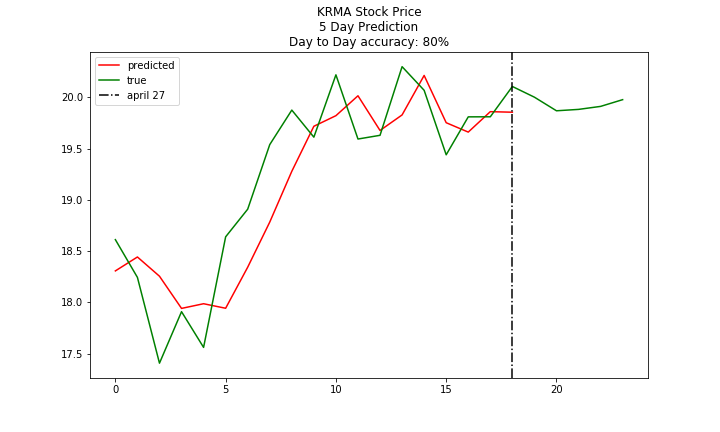 KRMA Stock Price
5 Day Prediction
Day to Day accuracy: 80%
predicted
true
april 27
20.0
19.5
19.0
18.5
18.0
17.5
0 5 10 15 20